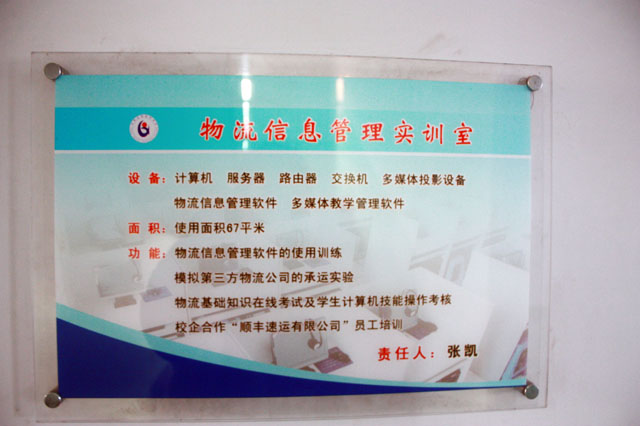 物流信息管理实训室
设备：计算机 服务器 路由器 交换机 多媒体投影设备
物流信息管理软件 多媒体教学管理软件
面积：使用面积67平米
功能：物流信息管理软件的使用训练
模拟第三方物流公司的承运实验
物流基础知识在线考试及学生计算机技能操作考核
校企合作“顺丰速运有限公司”员工培训
责任人：张凯